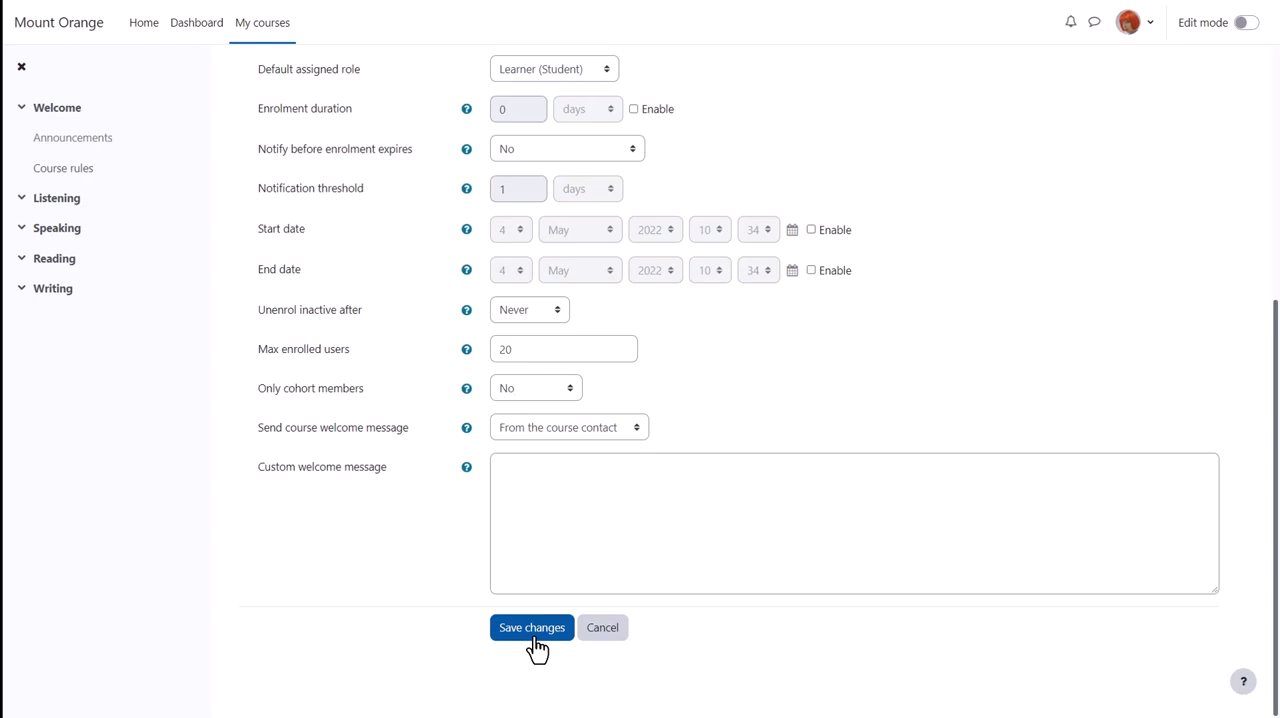 Mount Orange Home Dashboard My courses Edit mode
Welcome
Announcements
Course rules
Listening
Speaking
Reading
Writing
Default assigned role Learner (Student)
Enrolment duration ? 0 days Enable
Notify before enrolment expires ? No
Notification threshold ? 1 days
Start date ? 4 May 2022 10 34 Enable
End date ? 4 May 2022 10 34 Enable
Unenrol inactive after ? Never
Max enrolled users ? 20
Only cohort members ? No
Send course welcome message ? From the course contact
Custom welcome message ?
Save changes Cancel
?